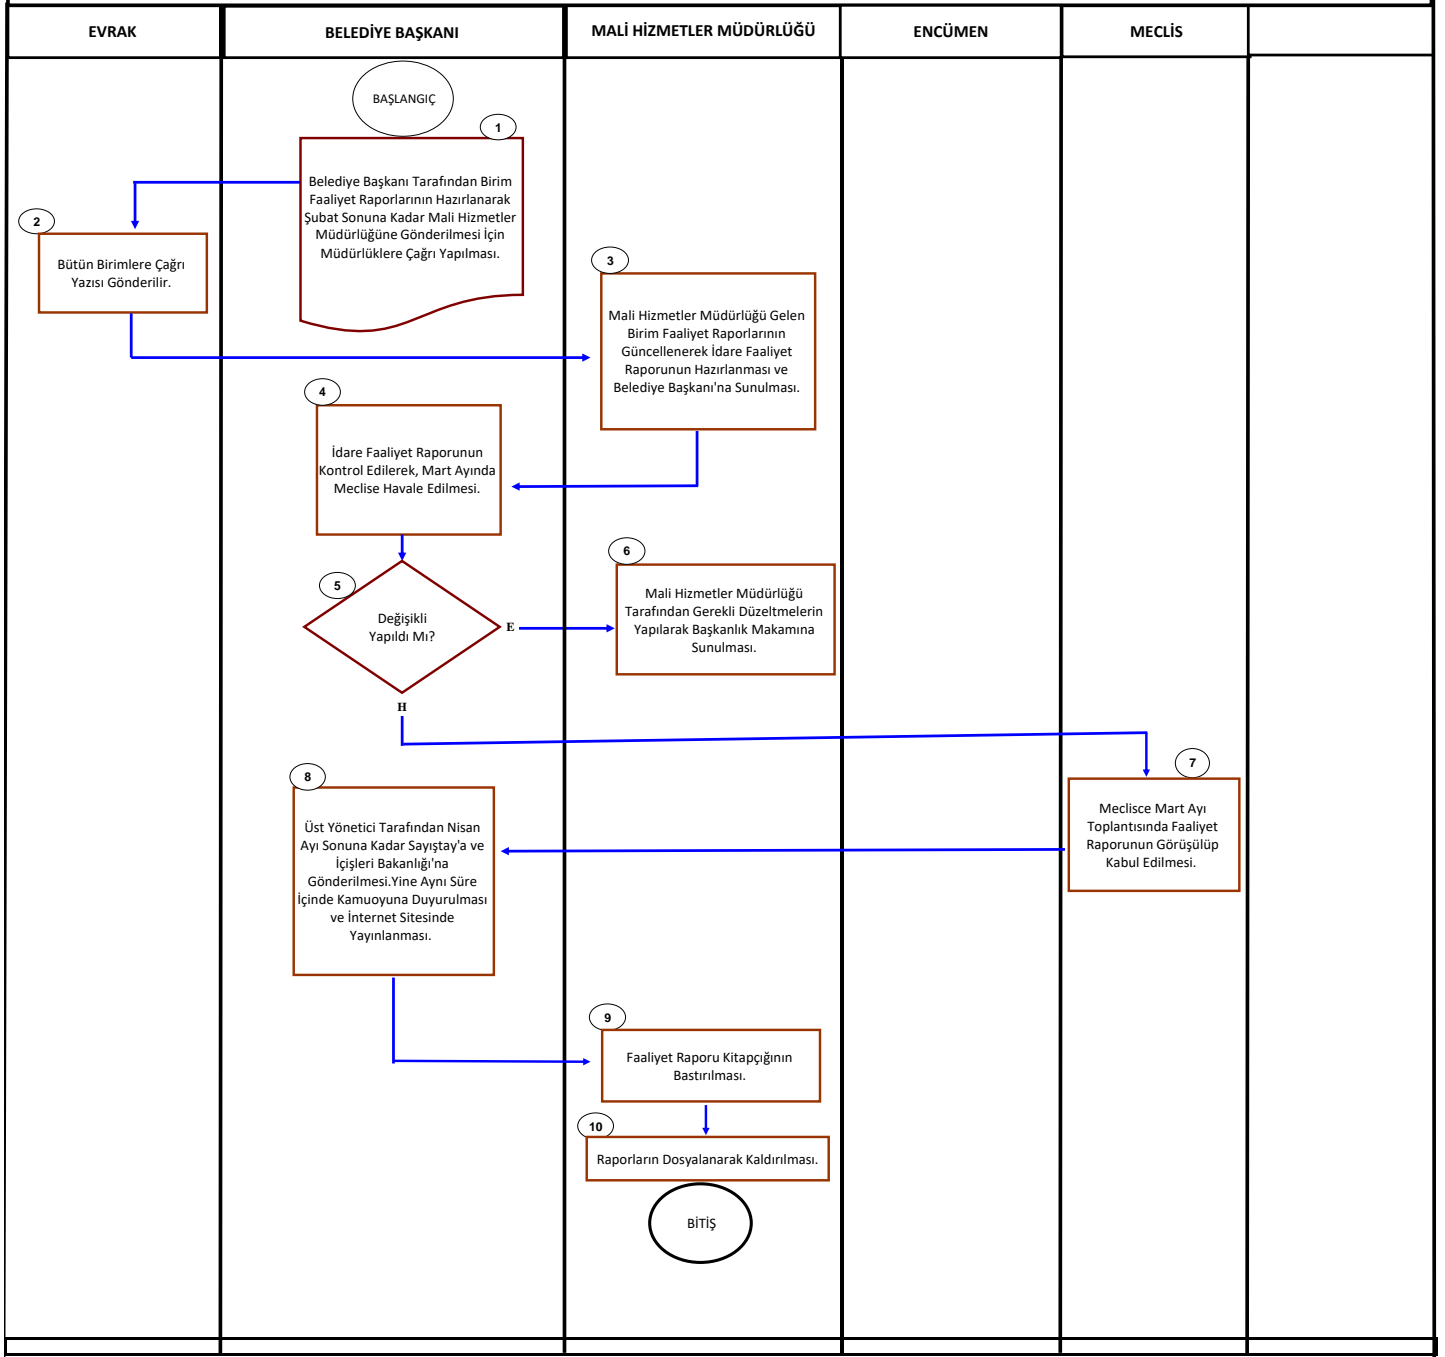 EVRAK
BELEDİYE BAŞKANI
MALİ HİZMETLER MÜDÜRLÜĞÜ
ENCÜMEN
MECLİS
BAŞLANGIÇ
1
Belediye Başkanı Tarafından Birim
Faaliyet Raporlarının Hazırlanarak
Şubat Sonuna Kadar Mali Hizmetler
Müdürlüğüne Gönderilmesi İçin
Müdürlüklere Çağrı Yapılması.
2
Bütün Birimlere Çağrı
Yazısı Gönderilir.
3
Mali Hizmetler Müdürlüğü Gelen
Birim Faaliyet Raporlarının
Güncellenerek İdare Faaliyet
Raporunun Hazırlanması ve
Belediye Başkanı'na Sunulması.
4
İdare Faaliyet Raporunun
Kontrol Edilerek, Mart Ayında
Meclise Havale Edilmesi.
5
Değişikli
Yapıldı Mı?
E
H
6
Mali Hizmetler Müdürlüğü
Tarafından Gerekli Düzeltmelerin
Yapılarak Başkanlık Makamına
Sunulması.
7
Meclisce Mart Ayı
Toplantısında Faaliyet
Raporunun Görüşülüp
Kabul Edilmesi.
8
Üst Yönetici Tarafından Nisan
Ayı Sonuna Kadar Sayıştay'a ve
İçişleri Bakanlığı'na
Gönderilmesi.Yine Aynı Süre
İçinde Kamuoyuna Duyurulması
ve İnternet Sitesinde
Yayınlanması.
9
Faaliyet Raporu Kitapçığının
Bastırılması.
10
Raporların Dosyalanarak Kaldırılması.
BİTİŞ